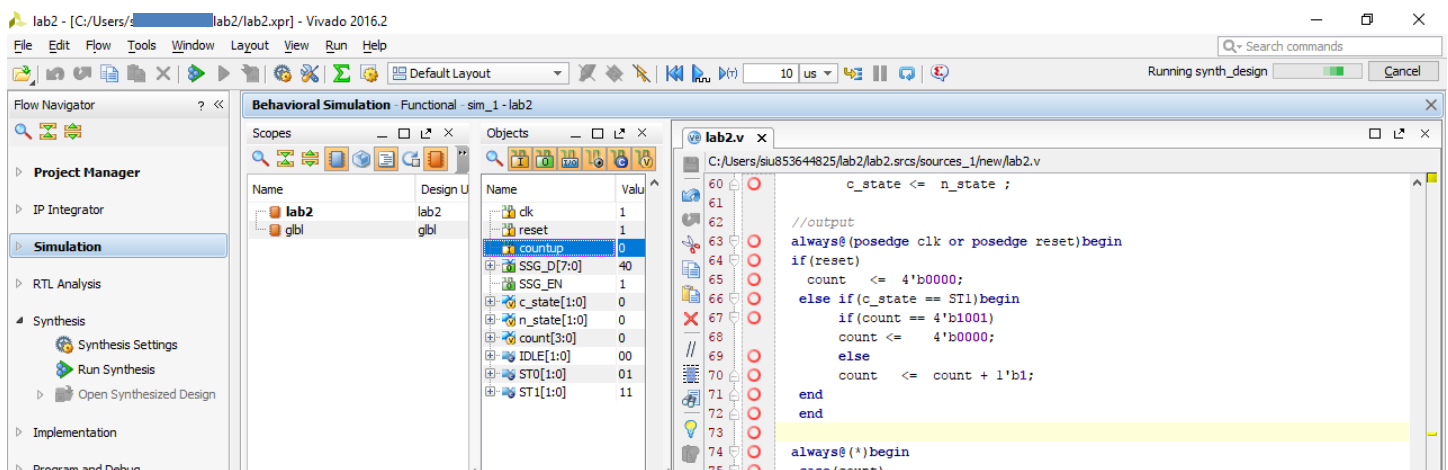 lab2 - [C:/Users/s lab2/lab2.xpr] - Vivado 2016.2
File Edit Flow Tools Window Layout View Run Help
Search commands
Default Layout
10 us
Running synth_design
Cancel
Flow Navigator
Project Manager
IP Integrator
Simulation
RTL Analysis
Synthesis
Synthesis Settings
Run Synthesis
Open Synthesized Design
Implementation
Program and Debug
Behavioral Simulation - Functional - sim_1 - lab2
Scopes
Name Design U
lab2 lab2
glbl glbl
Objects
Name Valu
clk 1
reset 1
countup 0
SSG_D[7:0] 40
SSG_EN 1
c_state[1:0] 0
n_state[1:0] 0
count[3:0] 0
IDLE[1:0] 00
ST0[1:0] 01
ST1[1:0] 11
lab2.v
C:/Users/siu853644825/lab2/lab2.srcs/sources_1/new/lab2.v
60 c_state <= n_state ;
61
62 //output
63 always@(posedge clk or posedge reset)begin
64 if(reset)
65 count <= 4'b0000;
66 else if(c_state == ST1)begin
67 if(count == 4'b1001)
68 count <= 4'b0000;
69 else
70 count <= count + 1'b1;
71 end
72 end
73
74 always@(*)begin
75 case(count)